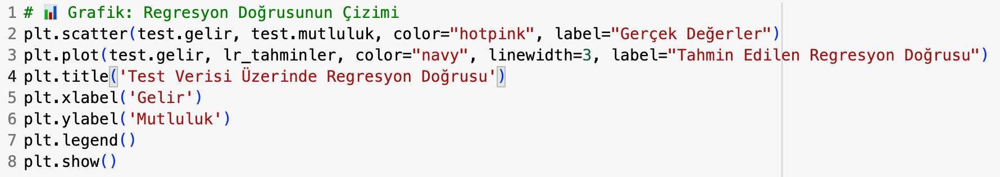 1 # 📊 Grafik: Regresyon Doğrusunun Çizimi
2 plt.scatter(test.gelir, test.mutluluk, color="hotpink", label="Gerçek Değerler")
3 plt.plot(test.gelir, lr_tahminler, color="navy", linewidth=3, label="Tahmin Edilen Regresyon Doğrusu")
4 plt.title('Test Verisi Üzerinde Regresyon Doğrusu')
5 plt.xlabel('Gelir')
6 plt.ylabel('Mutluluk')
7 plt.legend()
8 plt.show()